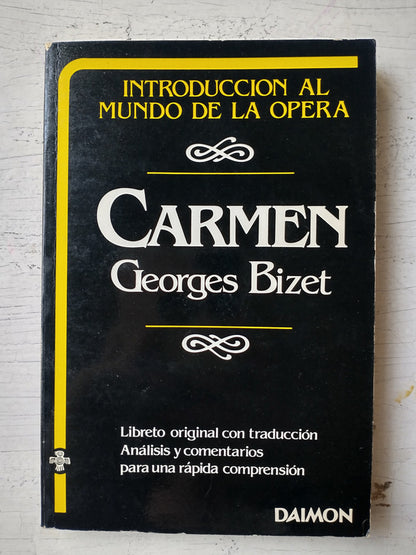 INTRODUCCION AL
MUNDO DE LA OPERA
CARMEN
Georges Bizet
Libreto original con traducción
Análisis y comentarios
para una rápida comprensión
DAIMON